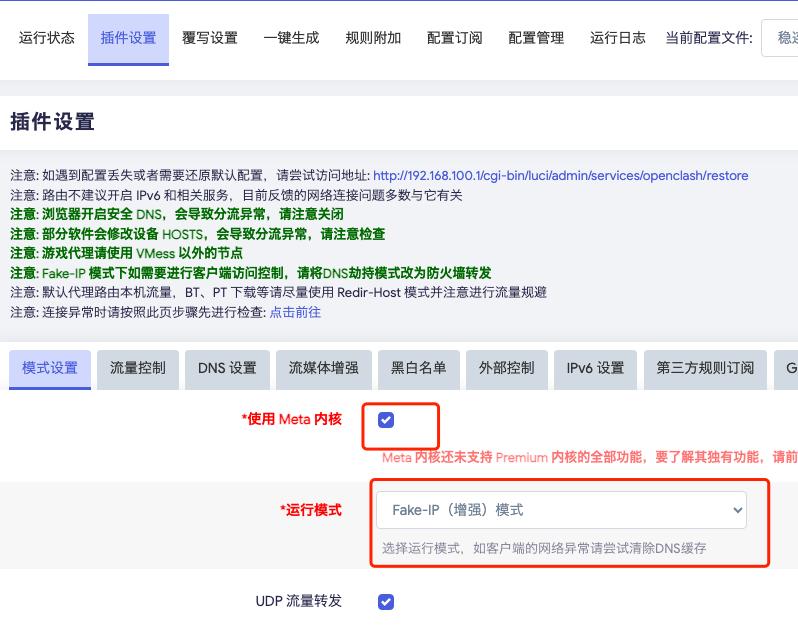 运行状态 插件设置 覆写设置 一键生成 规则附加 配置订阅 配置管理 运行日志 当前配置文件: 稳
插件设置
注意: 如遇到配置丢失或者需要还原默认配置，请尝试访问地址: http://192.168.100.1/cgi-bin/luci/admin/services/openclash/restore
注意: 路由不建议开启 IPv6 和相关服务，目前反馈的网络连接问题多数与它有关
注意: 浏览器开启安全 DNS，会导致分流异常，请注意关闭
注意: 部分软件会修改设备 HOSTS，会导致分流异常，请注意检查
注意: 游戏代理请使用 VMess 以外的节点
注意: Fake-IP 模式下如需要进行客户端访问控制，请将DNS劫持模式改为防火墙转发
注意: 默认代理路由本机流量，BT、PT 下载等请尽量使用 Redir-Host 模式并注意进行流量规避
注意: 连接异常时请按照此页步骤先进行检查: 点击前往
模式设置 流量控制 DNS 设置 流媒体增强 黑白名单 外部控制 IPv6 设置 第三方规则订阅 G
*使用 Meta 内核
Meta 内核还未支持 Premium 内核的全部功能，要了解其独有功能，请前
*运行模式 Fake-IP（增强）模式
选择运行模式，如客户端的网络异常请尝试清除DNS缓存
UDP 流量转发